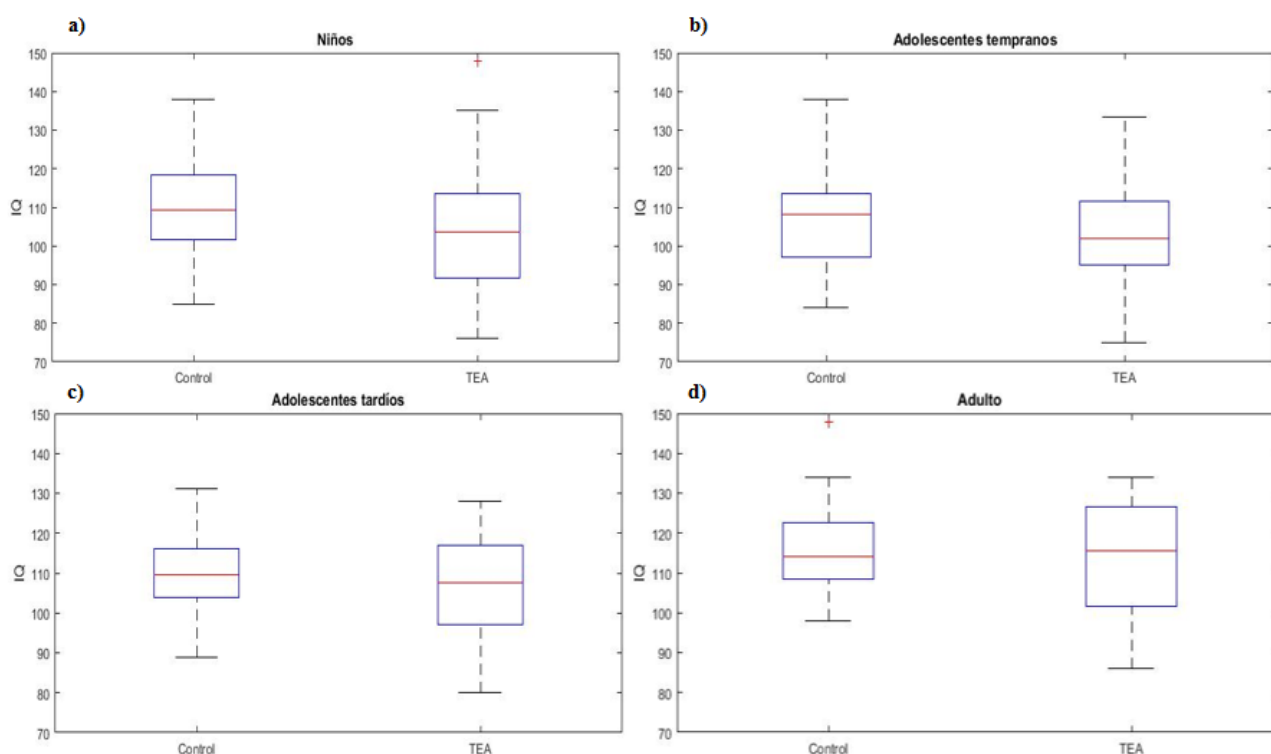 a)
Niños
150
140
130
120
110
100
90
80
70
IQ
Control
TEA
b)
Adolescentes tempranos
150
140
130
120
110
100
90
80
70
IQ
Control
TEA
c)
Adolescentes tardíos
150
140
130
120
110
100
90
80
70
IQ
Control
TEA
d)
Adulto
150
140
130
120
110
100
90
80
70
IQ
Control
TEA